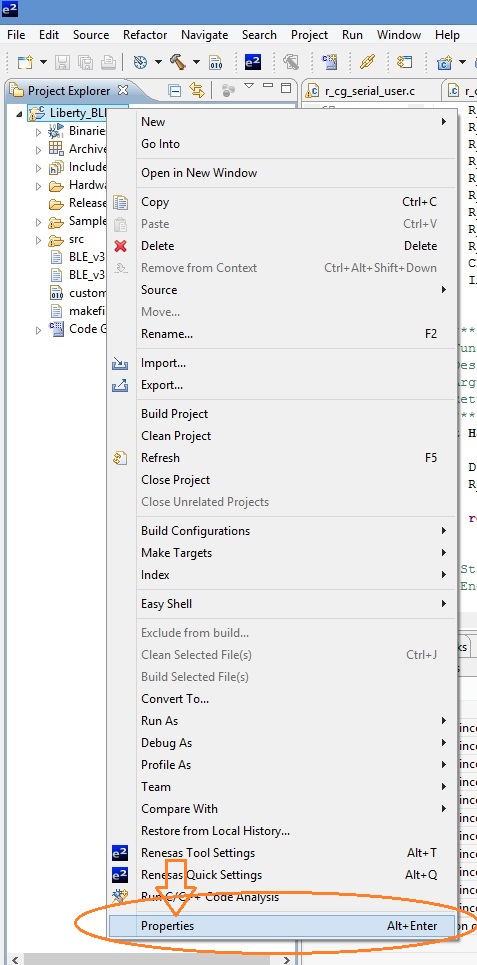 e²
File Edit Source Refactor Navigate Search Project Run Window Help
010 e²
Project Explorer
r_cg_serial_user.c
Liberty_BL
Binarie
Archive
Include
Hardw
Release
Sample
src
BLE_v3
BLE_v3
custom
makefi
Code G
New
Go Into
Open in New Window
Copy Ctrl+C
Paste Ctrl+V
Delete Delete
Remove from Context Ctrl+Alt+Shift+Down
Source
Move...
Rename... F2
Import...
Export...
Build Project
Clean Project
Refresh F5
Close Project
Close Unrelated Projects
Build Configurations
Make Targets
Index
Easy Shell
Exclude from build...
Clean Selected File(s) Ctrl+J
Build Selected File(s)
Convert To...
Run As
Debug As
Profile As
Team
Compare With
Restore from Local History...
Renesas Tool Settings Alt+T
Renesas Quick Settings Alt+Q
Run C/C++ Code Analysis
Properties Alt+Enter